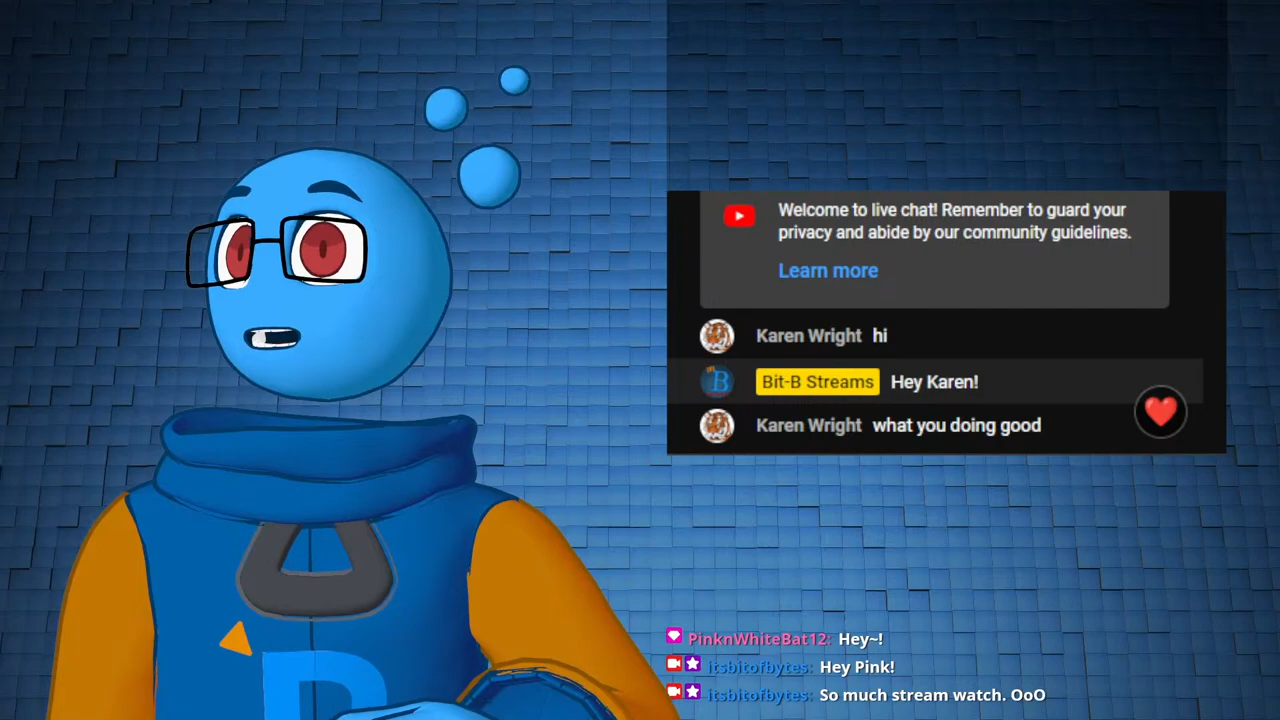 Welcome to live chat! Remember to guard your
privacy and abide by our community guidelines.
Learn more
Karen Wright hi
B Bit-B Streams Hey Karen!
Karen Wright what you doing good
B
PinknWhiteBat12: Hey~!
itsbitofbytes: Hey Pink!
itsbitofbytes: So much stream watch. OoO